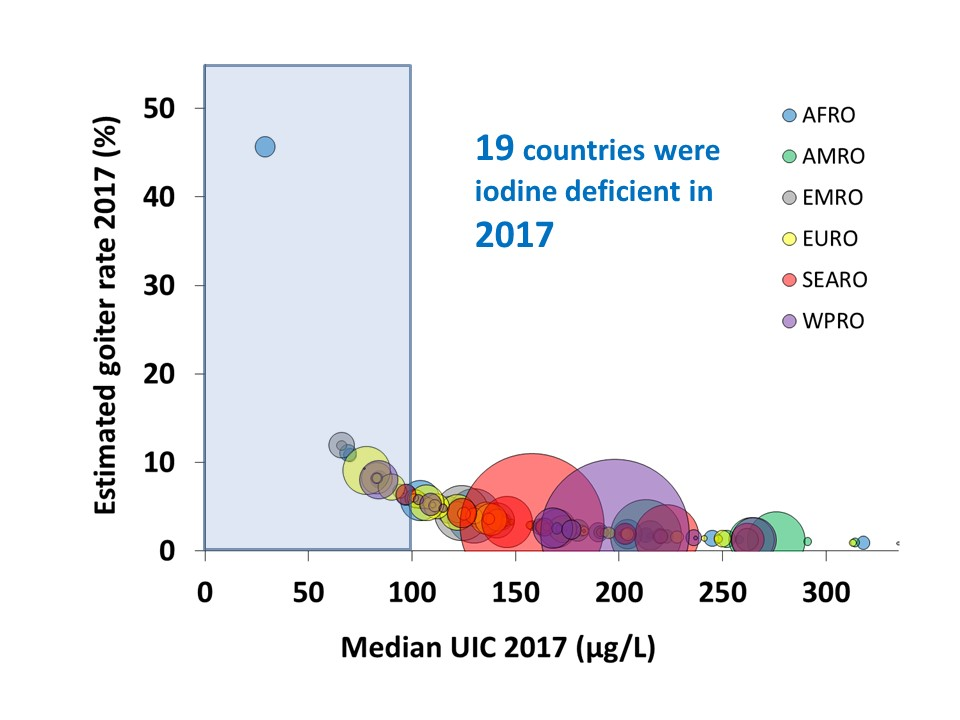 Estimated goiter rate 2017 (%)
50
40
30
20
10
0
19 countries were
iodine deficient in
2017
AFRO
AMRO
EMRO
EURO
SEARO
WPRO
0 50 100 150 200 250 300
Median UIC 2017 (µg/L)